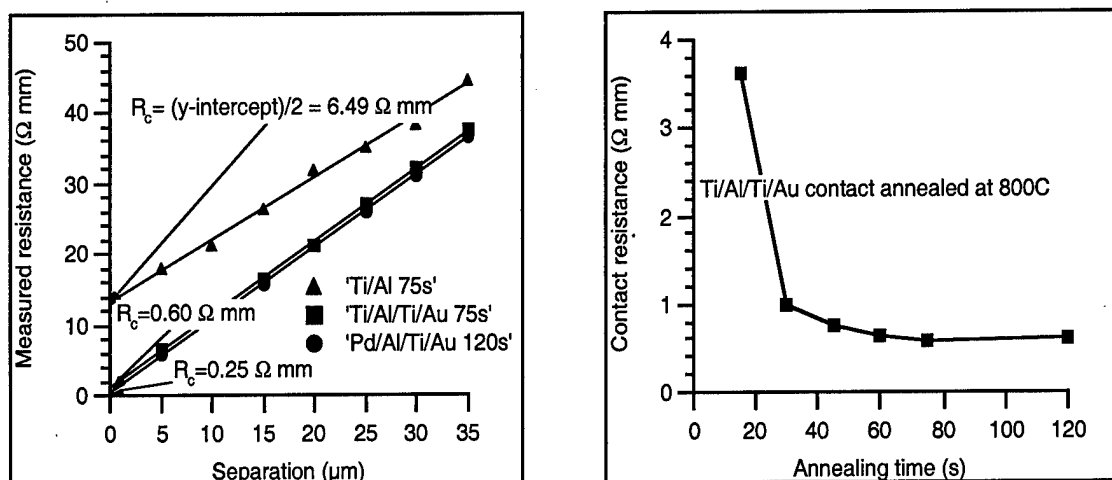 50
40
30
20
10
0
Measured resistance (Ω mm)
R_c= (y-intercept)/2 = 6.49 Ω mm
R_c=0.60 Ω mm
R_c=0.25 Ω mm
'Ti/Al 75s'
'Ti/Al/Ti/Au 75s'
'Pd/Al/Ti/Au 120s'
0 5 10 15 20 25 30 35
Separation (μm)
4
3
2
1
0
Contact resistance (Ω mm)
Ti/Al/Ti/Au contact annealed at 800C
0 20 40 60 80 100 120
Annealing time (s)